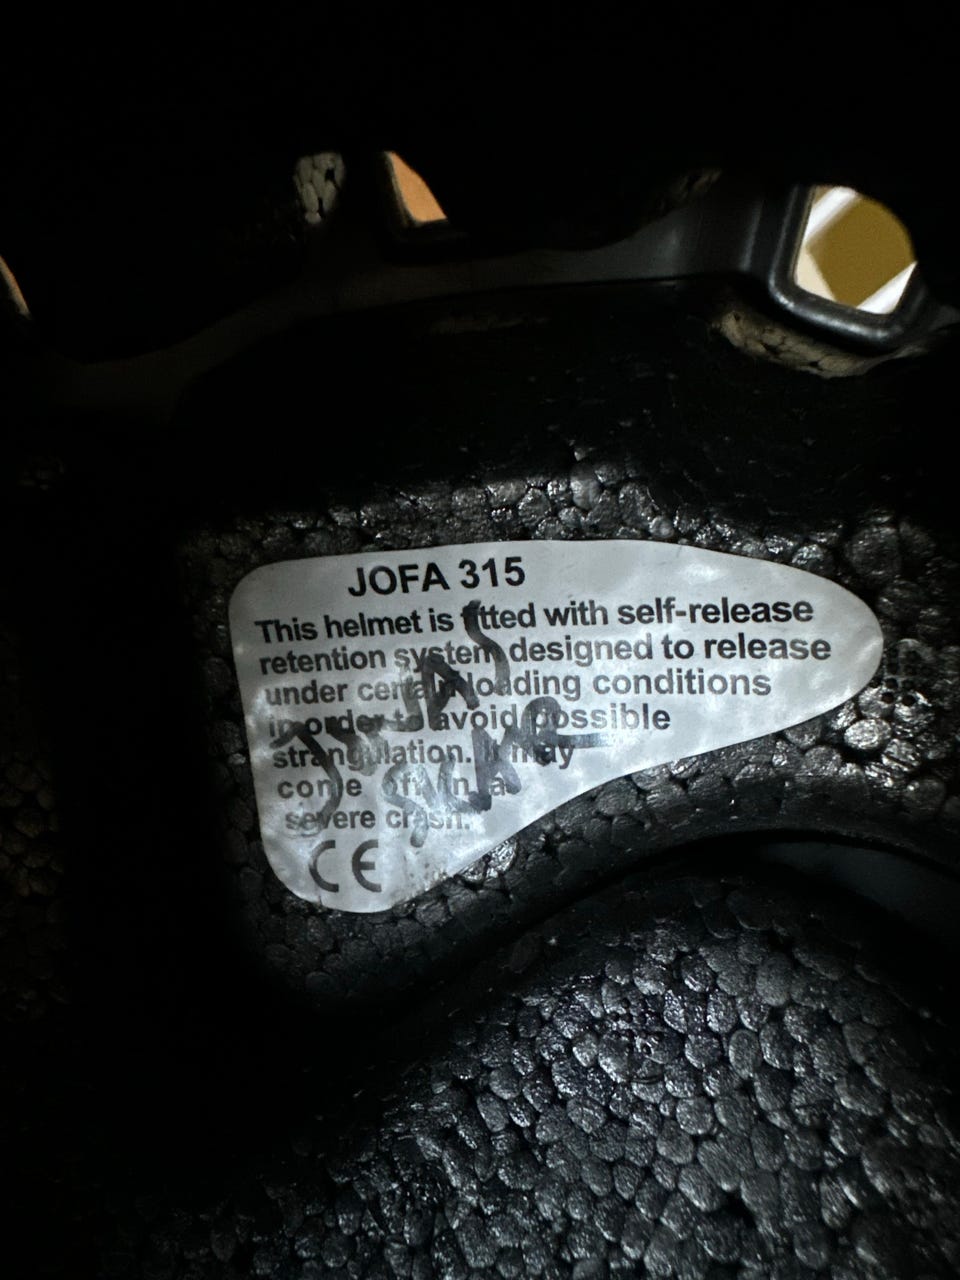 JOFA 315
This helmet is fitted with self-release
retention system designed to release
under certain loading conditions
in order to avoid possible
strangulation. It may
come off in a
severe crash.
CE